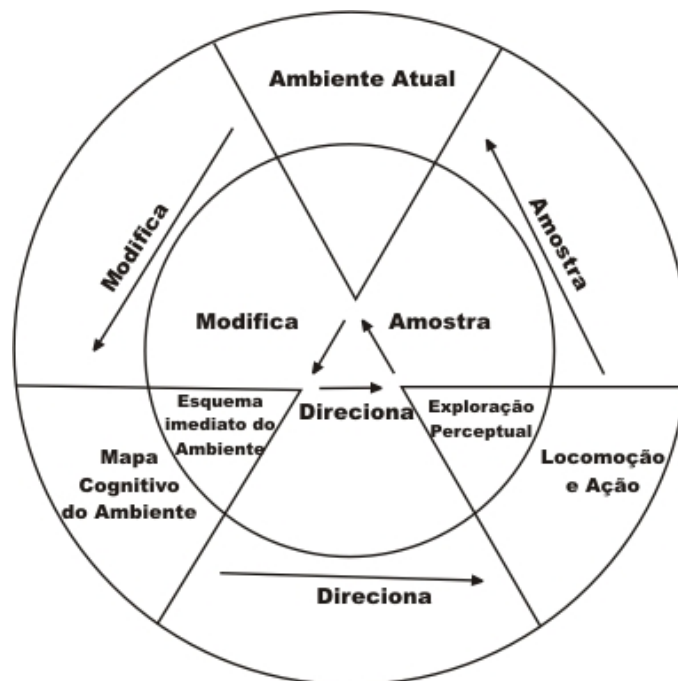 Ambiente Atual
Modifica
Amostra
Modifica
Amostra
Direciona
Esquema
imediato do
Ambiente
Exploração
Perceptual
Mapa
Cognitivo
do Ambiente
Locomoção
e Ação
Direciona